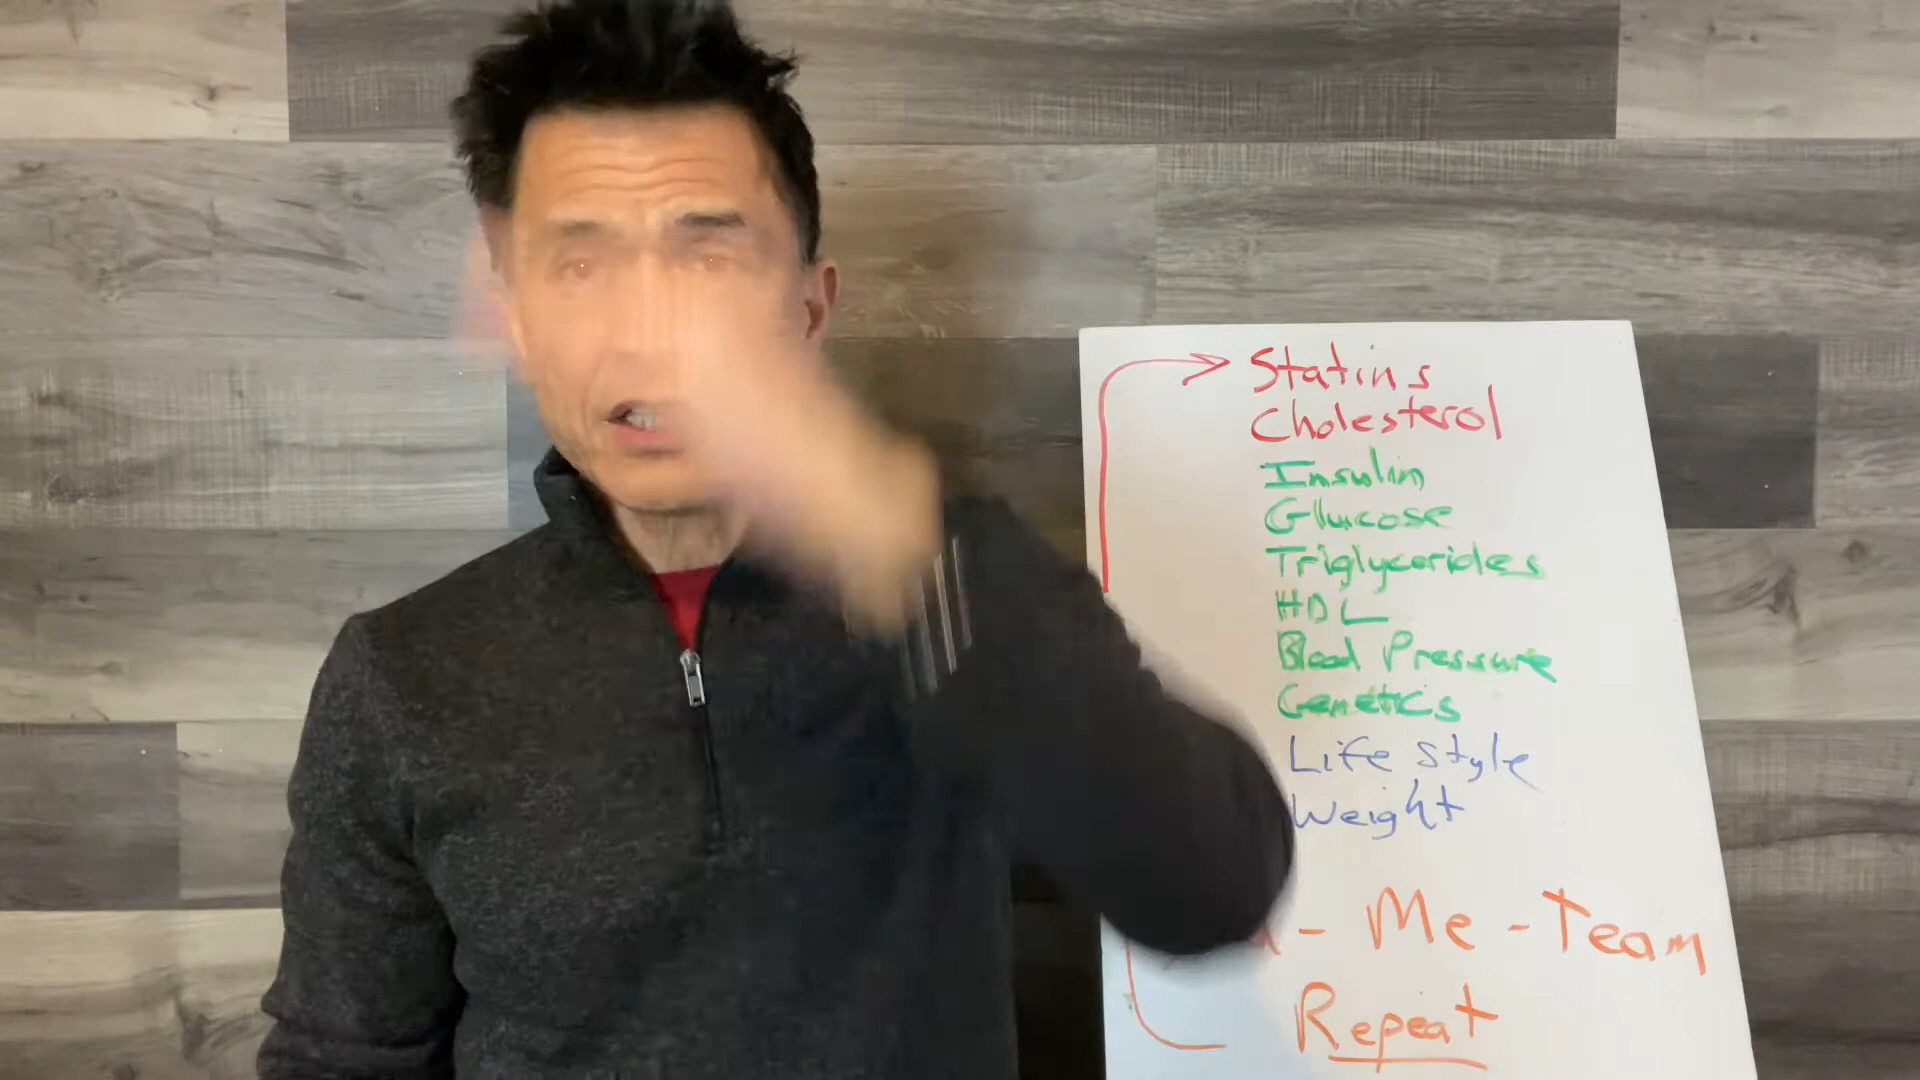 Statins
Cholesterol
Insulin
Glucose
Triglycerides
HDL
Blood Pressure
Genetics
Life Style
Weight
- Me - Team
Repeat